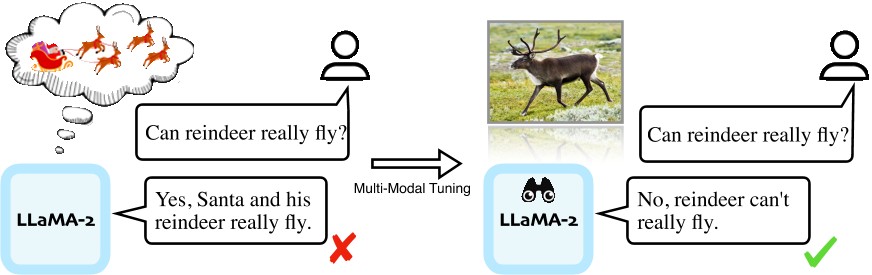 Can reindeer really fly?
LLaMA-2
Yes, Santa and his
reindeer really fly.
Multi-Modal Tuning
Can reindeer really fly?
LLaMA-2
No, reindeer can't
really fly.